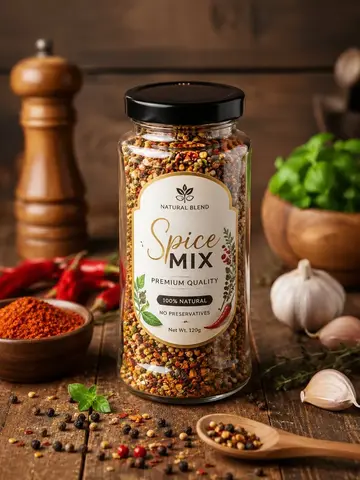 NATURAL BLEND
Spice
MIX
PREMIUM QUALITY
100% NATURAL
NO PRESERVATIVES
Net Wt. 120g